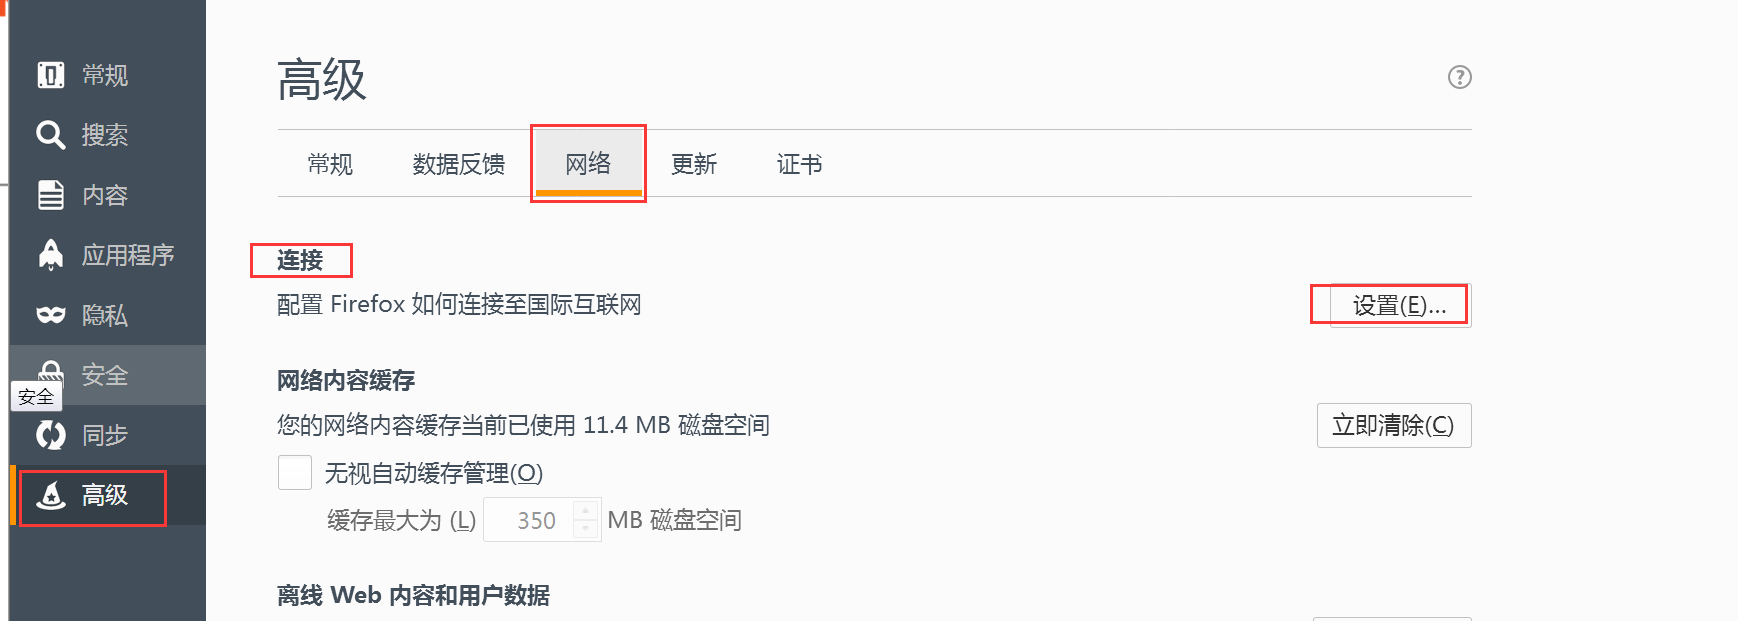 常规
搜索
内容
应用程序
隐私
安全
安全
同步
高级
高级
?
常规 数据反馈 网络 更新 证书
连接
配置 Firefox 如何连接至国际互联网
设置(E)...
网络内容缓存
您的网络内容缓存当前已使用 11.4 MB 磁盘空间
立即清除(C)
无视自动缓存管理(O)
缓存最大为 (L) 350 MB 磁盘空间
离线 Web 内容和用户数据